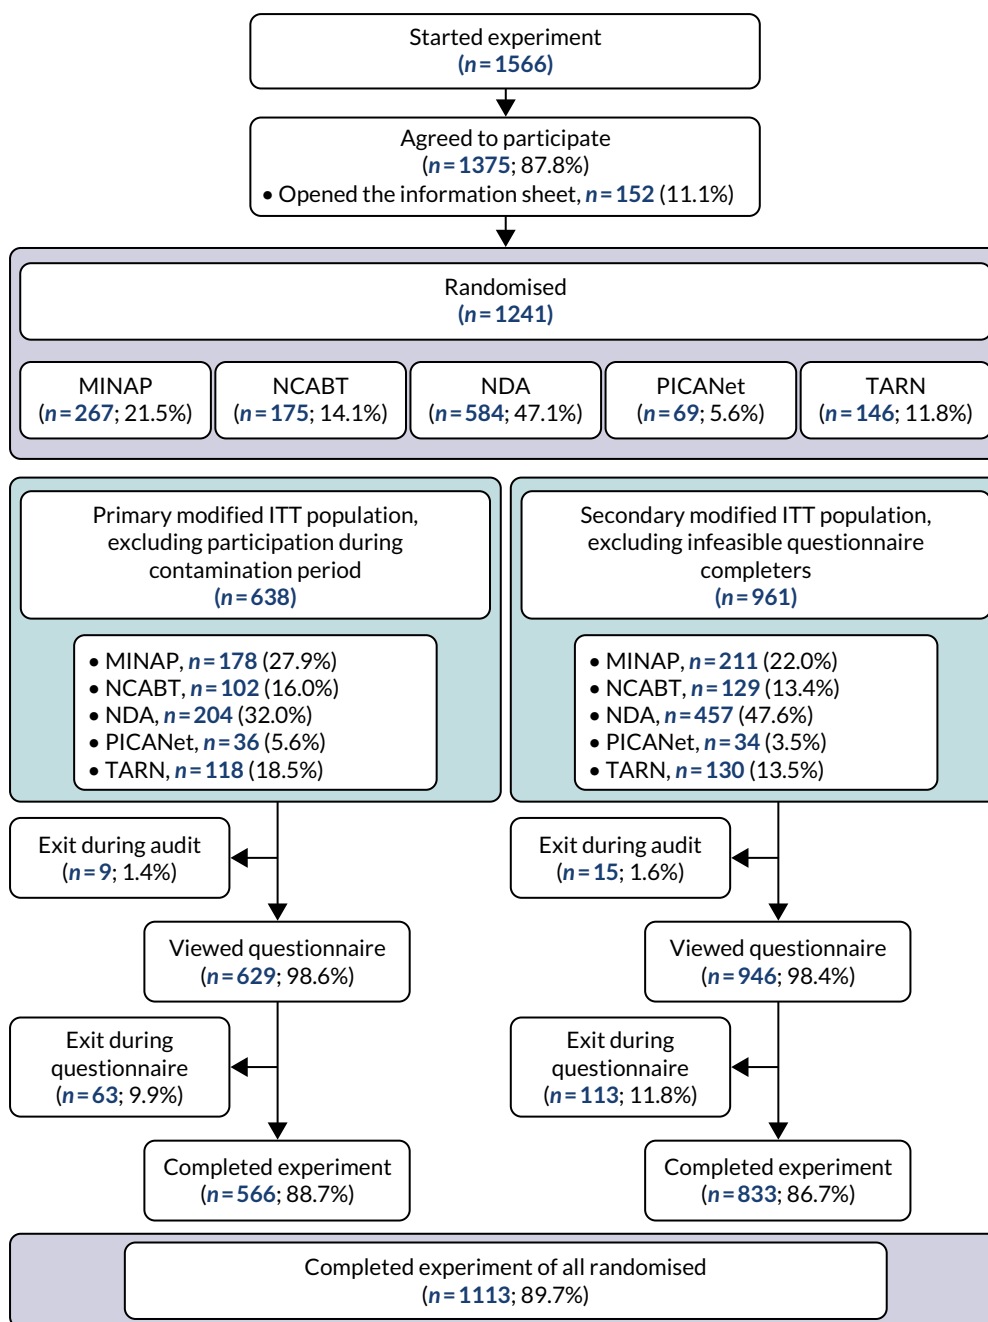 Started experiment
(n=1566)
Agreed to participate
(n=1375; 87.8%)
• Opened the information sheet, n=152 (11.1%)
Randomised
(n=1241)
MINAP
(n=267; 21.5%)
NCABT
(n=175; 14.1%)
NDA
(n=584; 47.1%)
PICANet
(n=69; 5.6%)
TARN
(n=146; 11.8%)
Primary modified ITT population,
excluding participation during
contamination period
(n=638)
• MINAP, n=178 (27.9%)
• NCABT, n=102 (16.0%)
• NDA, n=204 (32.0%)
• PICANet, n=36 (5.6%)
• TARN, n=118 (18.5%)
Secondary modified ITT population,
excluding infeasible questionnaire
completers
(n=961)
• MINAP, n=211 (22.0%)
• NCABT, n=129 (13.4%)
• NDA, n=457 (47.6%)
• PICANet, n=34 (3.5%)
• TARN, n=130 (13.5%)
Exit during audit
(n=9; 1.4%)
Exit during audit
(n=15; 1.6%)
Viewed questionnaire
(n=629; 98.6%)
Viewed questionnaire
(n=946; 98.4%)
Exit during
questionnaire
(n=63; 9.9%)
Exit during
questionnaire
(n=113; 11.8%)
Completed experiment
(n=566; 88.7%)
Completed experiment
(n=833; 86.7%)
Completed experiment of all randomised
(n=1113; 89.7%)